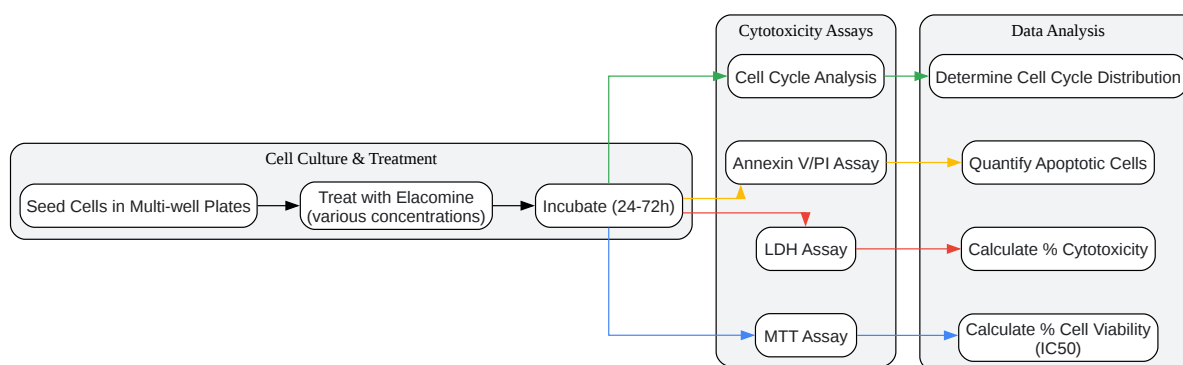 Cell Culture & Treatment
Seed Cells in Multi-well Plates
Treat with Elacomine
(various concentrations)
Incubate (24-72h)
Cytotoxicity Assays
Cell Cycle Analysis
Annexin V/PI Assay
LDH Assay
MTT Assay
Data Analysis
Determine Cell Cycle Distribution
Quantify Apoptotic Cells
Calculate % Cytotoxicity
Calculate % Cell Viability
(IC50)